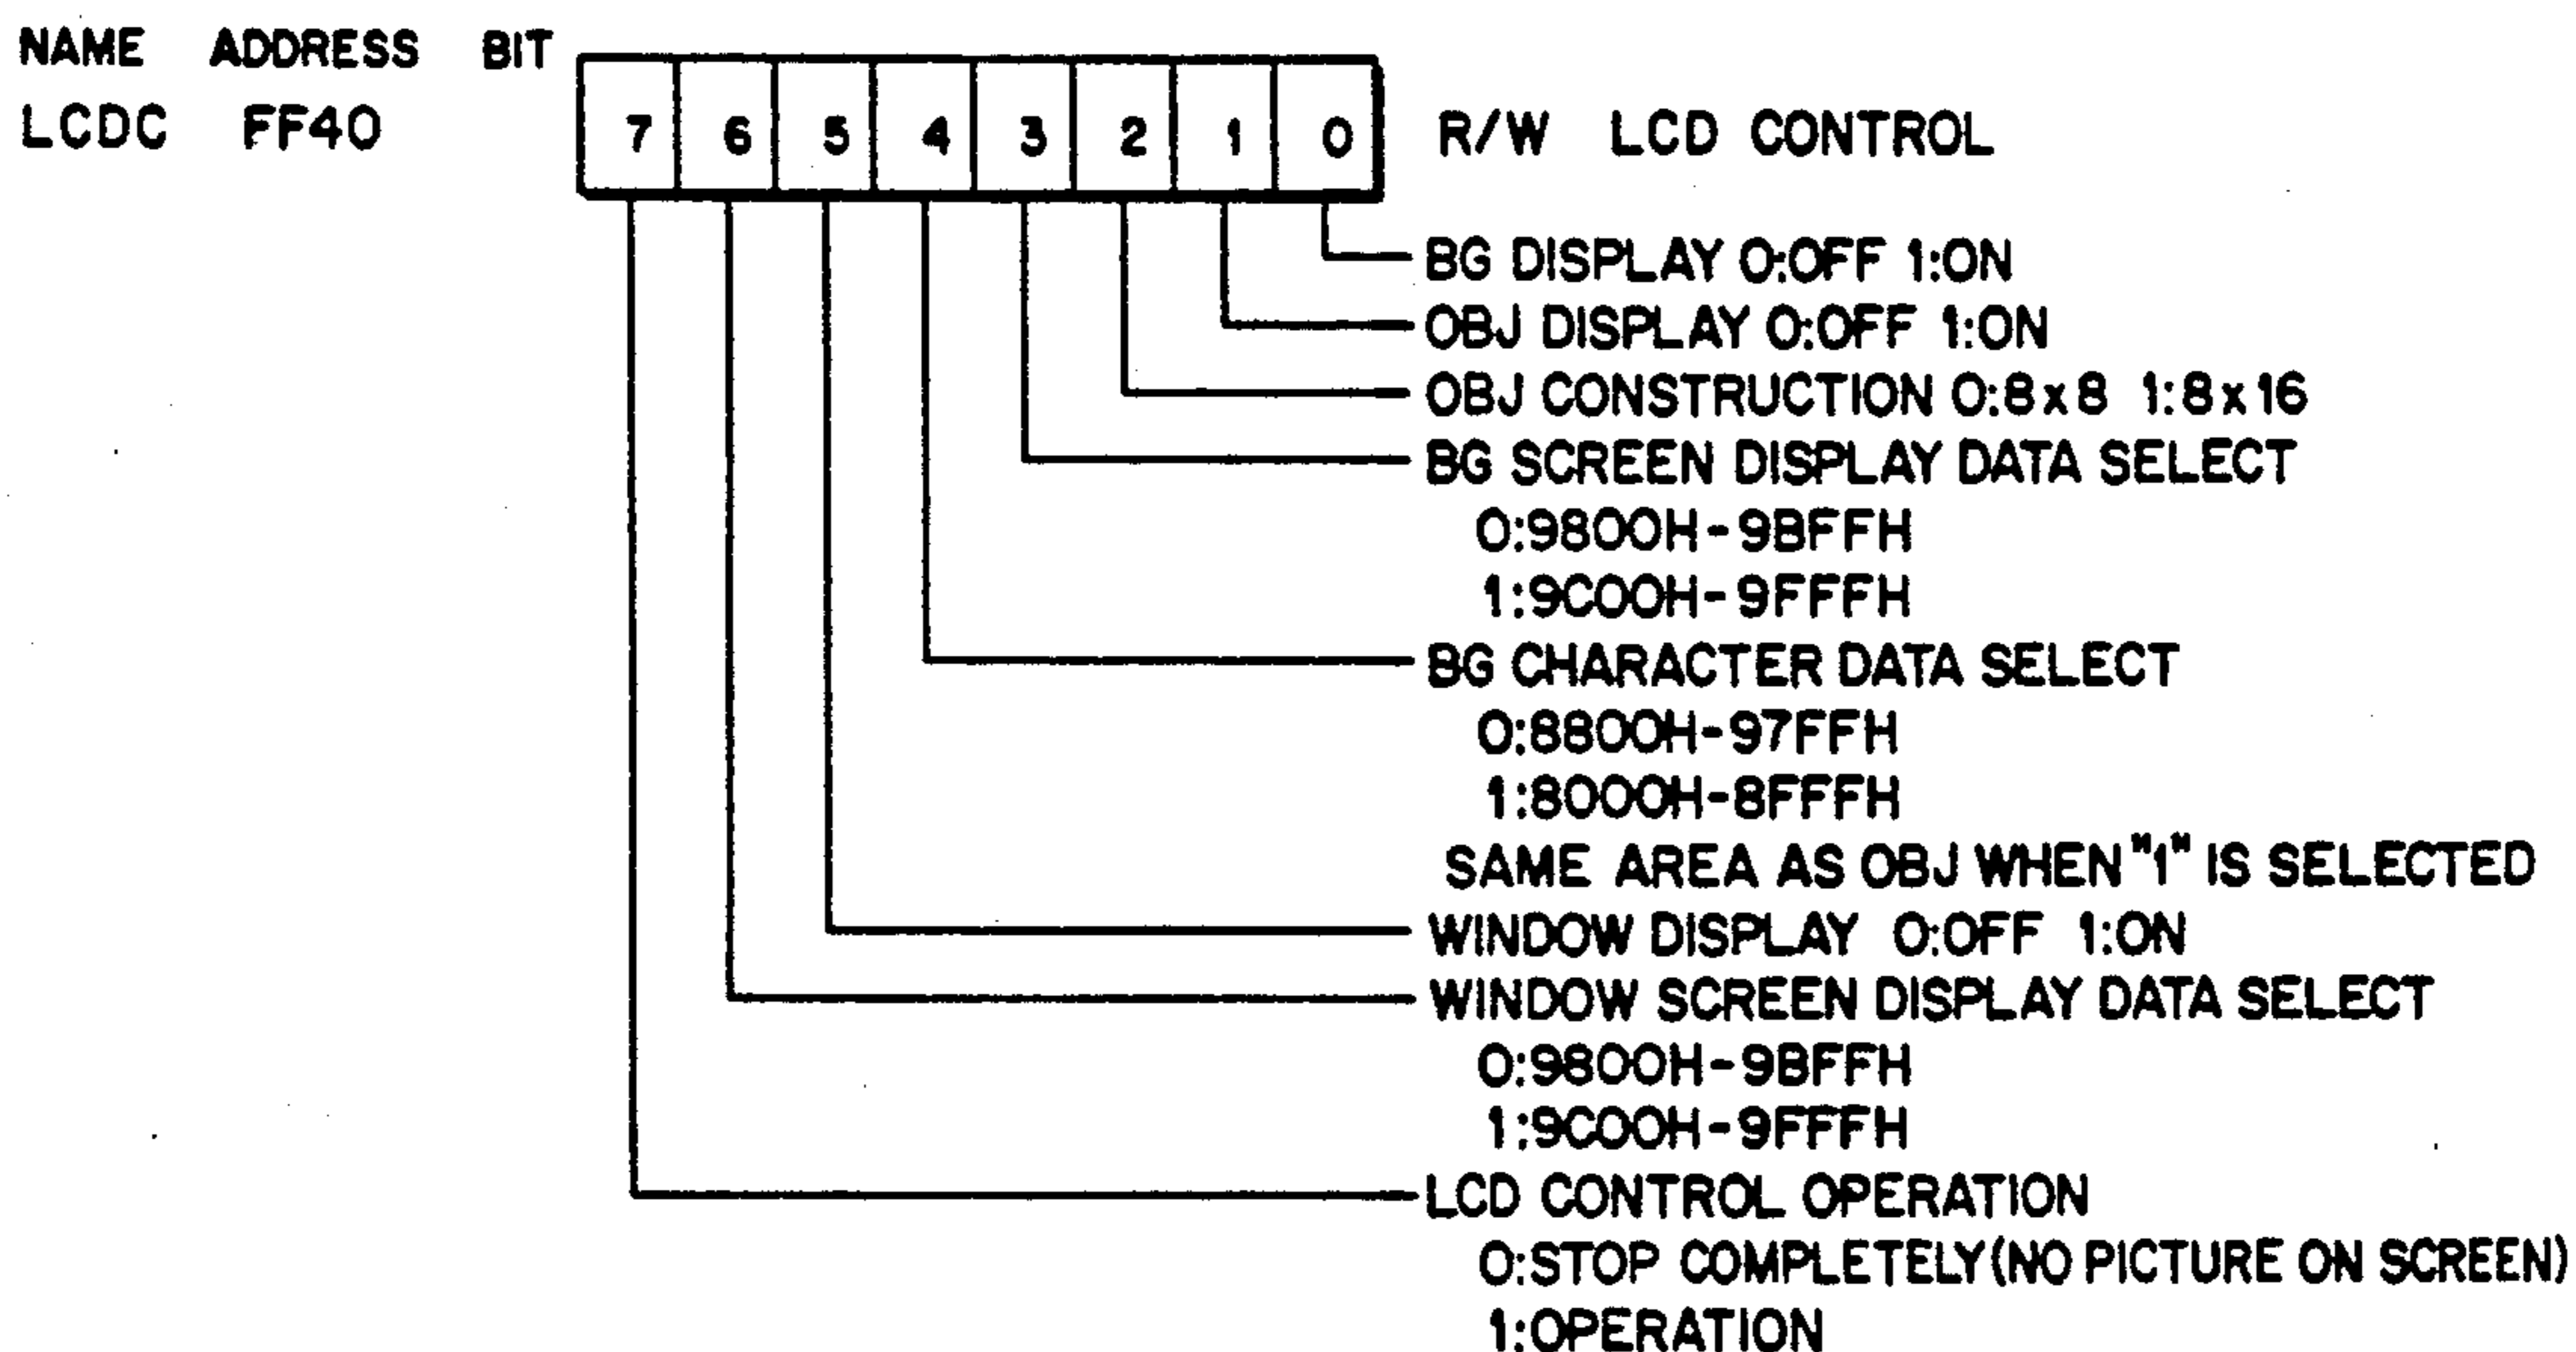 NAME ADDRESS BIT
LCDC FF40 7 6 5 4 3 2 1 0 R/W LCD CONTROL
BG DISPLAY 0:OFF 1:ON
OBJ DISPLAY 0:OFF 1:ON
OBJ CONSTRUCTION 0:8x8 1:8x16
BG SCREEN DISPLAY DATA SELECT
0:9800H-9BFFH
1:9C00H-9FFFH
BG CHARACTER DATA SELECT
0:8800H-97FFH
1:8000H-8FFFH
SAME AREA AS OBJ WHEN "1" IS SELECTED
WINDOW DISPLAY 0:OFF 1:ON
WINDOW SCREEN DISPLAY DATA SELECT
0:9800H-9BFFH
1:9C00H-9FFFH
LCD CONTROL OPERATION
0:STOP COMPLETELY(NO PICTURE ON SCREEN)
1:OPERATION